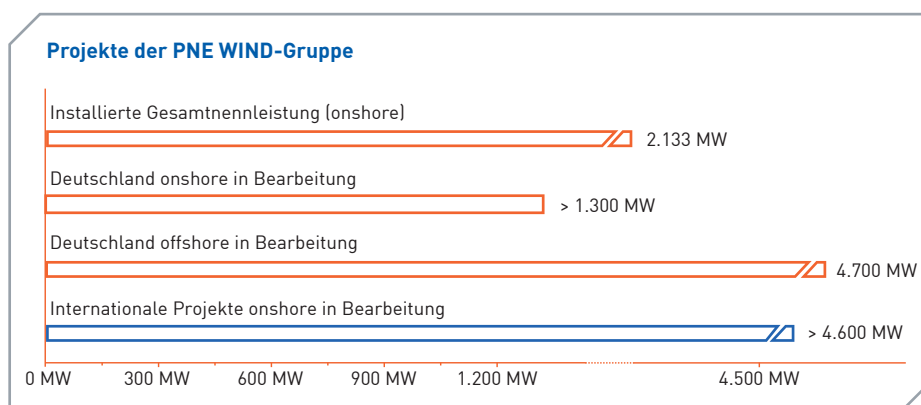 Projekte der PNE WIND-Gruppe
Installierte Gesamtnennleistung (onshore)
2.133 MW
Deutschland onshore in Bearbeitung
> 1.300 MW
Deutschland offshore in Bearbeitung
4.700 MW
Internationale Projekte onshore in Bearbeitung
> 4.600 MW
0 MW 300 MW 600 MW 900 MW 1.200 MW 4.500 MW